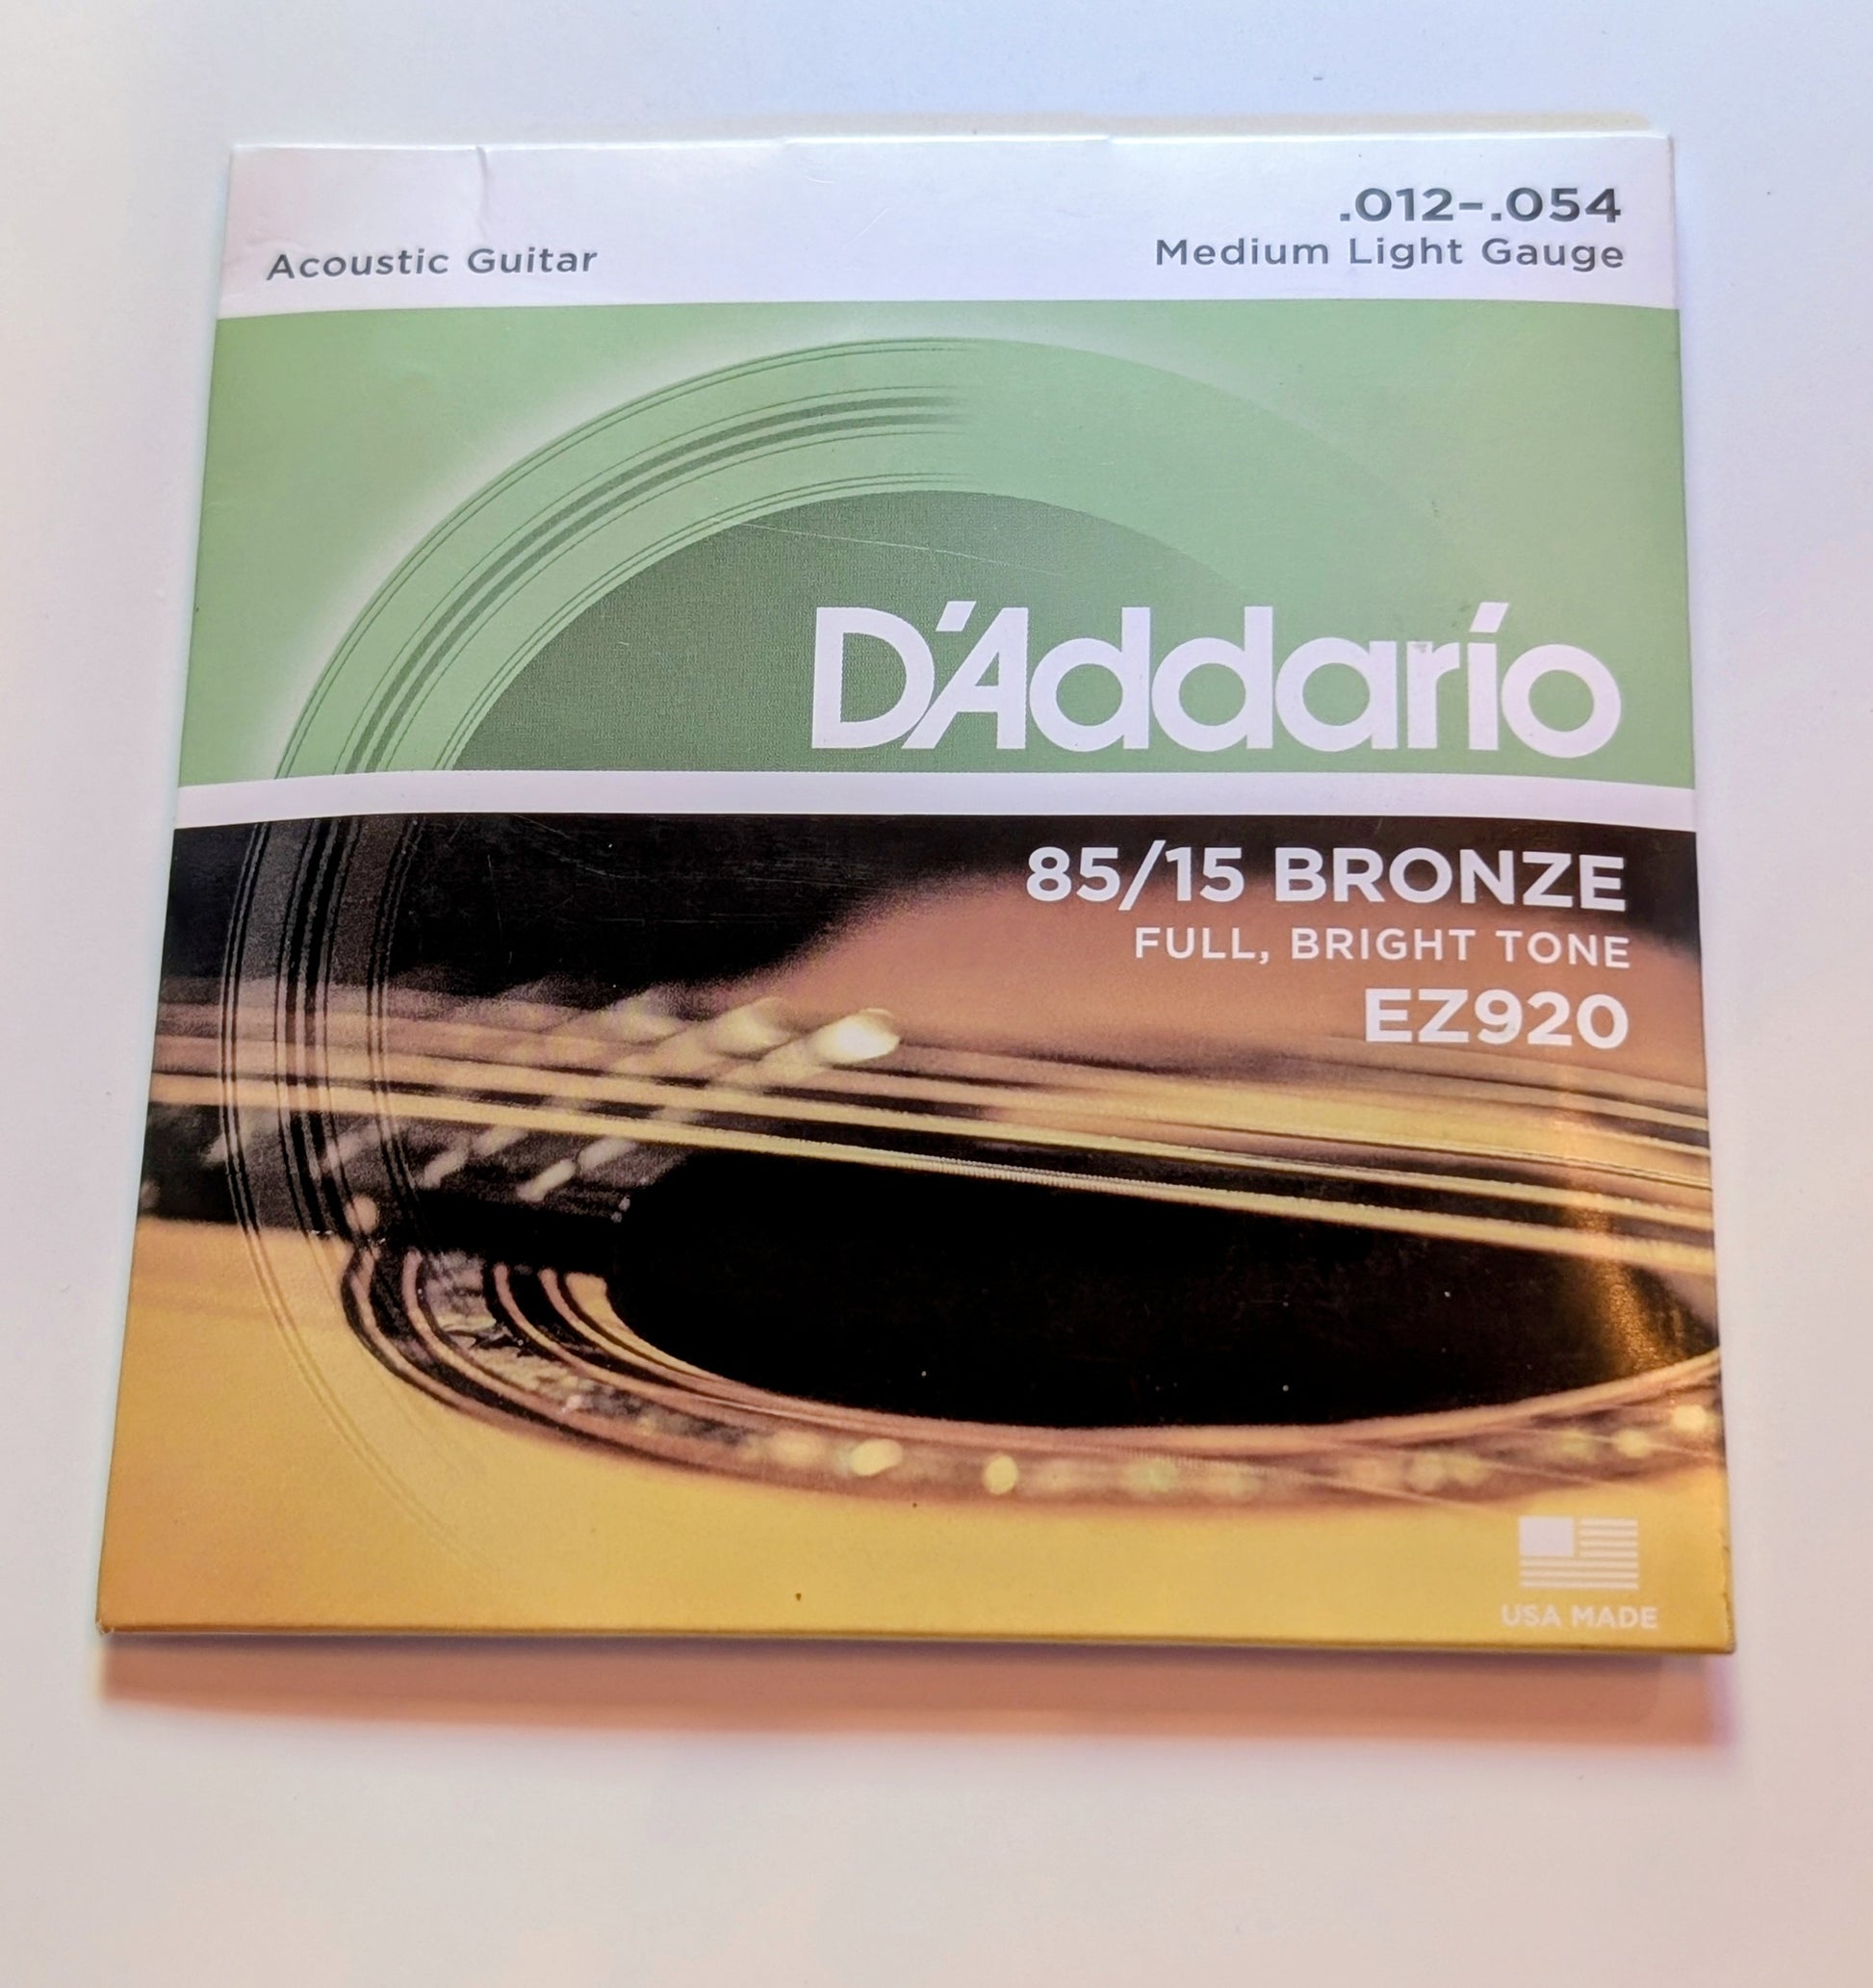 .012-.054
Acoustic Guitar
Medium Light Gauge
D'Addario
85/15 BRONZE
FULL, BRIGHT TONE
EZ920
USA MADE